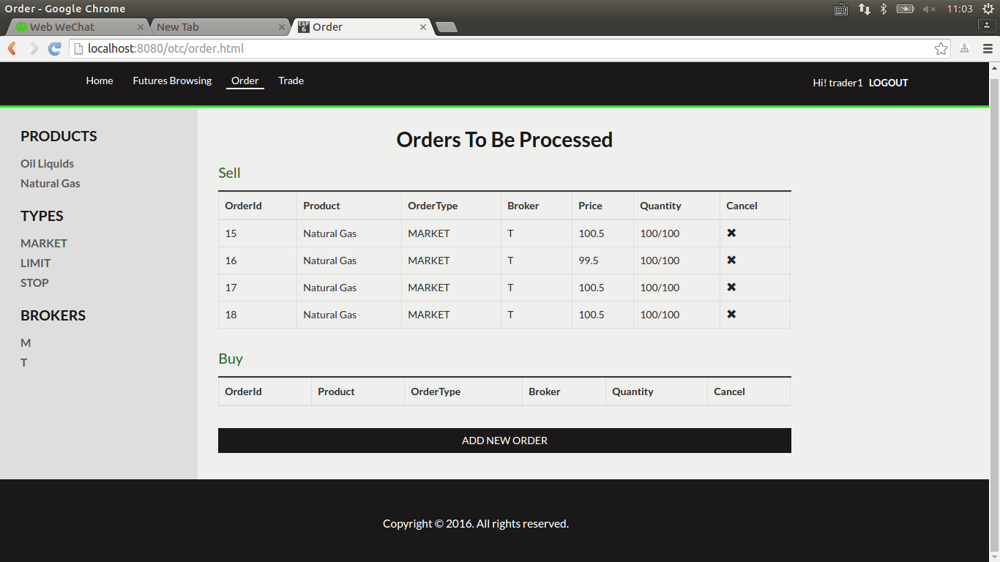 Order - Google Chrome
11:03
Web WeChat
New Tab
EAP 6
Order
localhost:8080/otc/order.html
Home Futures Browsing Order Trade
Hi! trader1 LOGOUT
PRODUCTS
Oil Liquids
Natural Gas
TYPES
MARKET
LIMIT
STOP
BROKERS
M
T
Orders To Be Processed
Sell
OrderId Product OrderType Broker Price Quantity Cancel
15 Natural Gas MARKET T 100.5 100/100 ✖
16 Natural Gas MARKET T 99.5 100/100 ✖
17 Natural Gas MARKET T 100.5 100/100 ✖
18 Natural Gas MARKET T 100.5 100/100 ✖
Buy
OrderId Product OrderType Broker Quantity Cancel
ADD NEW ORDER
Copyright © 2016. All rights reserved.